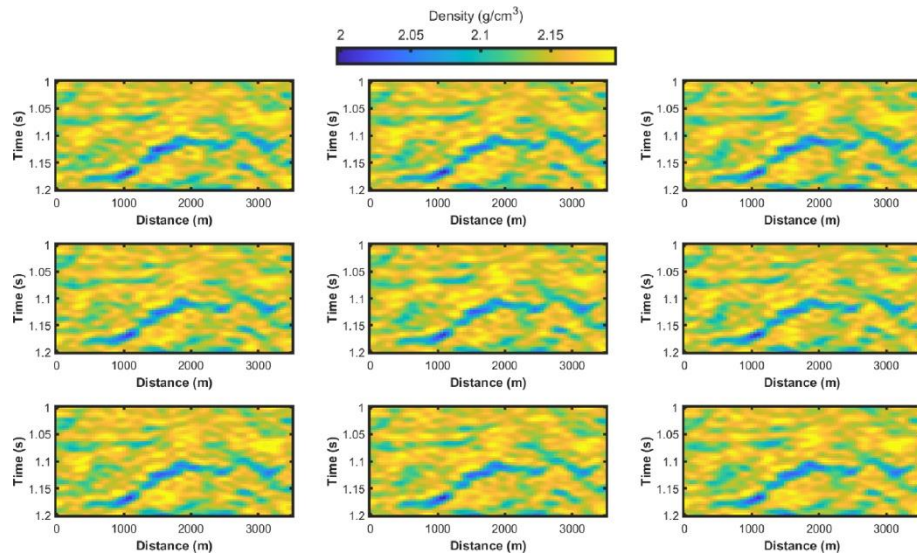 Density (g/cm³)
2 2.05 2.1 2.15
1 1 1
1.05 1.05 1.05
Time (s) Time (s) Time (s)
1.1 1.1 1.1
1.15 1.15 1.15
1.2 1.2 1.2
0 1000 2000 3000 0 1000 2000 3000 0 1000 2000 3000
Distance (m) Distance (m) Distance (m)
1 1 1
1.05 1.05 1.05
Time (s) Time (s) Time (s)
1.1 1.1 1.1
1.15 1.15 1.15
1.2 1.2 1.2
0 1000 2000 3000 0 1000 2000 3000 0 1000 2000 3000
Distance (m) Distance (m) Distance (m)
1 1 1
1.05 1.05 1.05
Time (s) Time (s) Time (s)
1.1 1.1 1.1
1.15 1.15 1.15
1.2 1.2 1.2
0 1000 2000 3000 0 1000 2000 3000 0 1000 2000 3000
Distance (m) Distance (m) Distance (m)